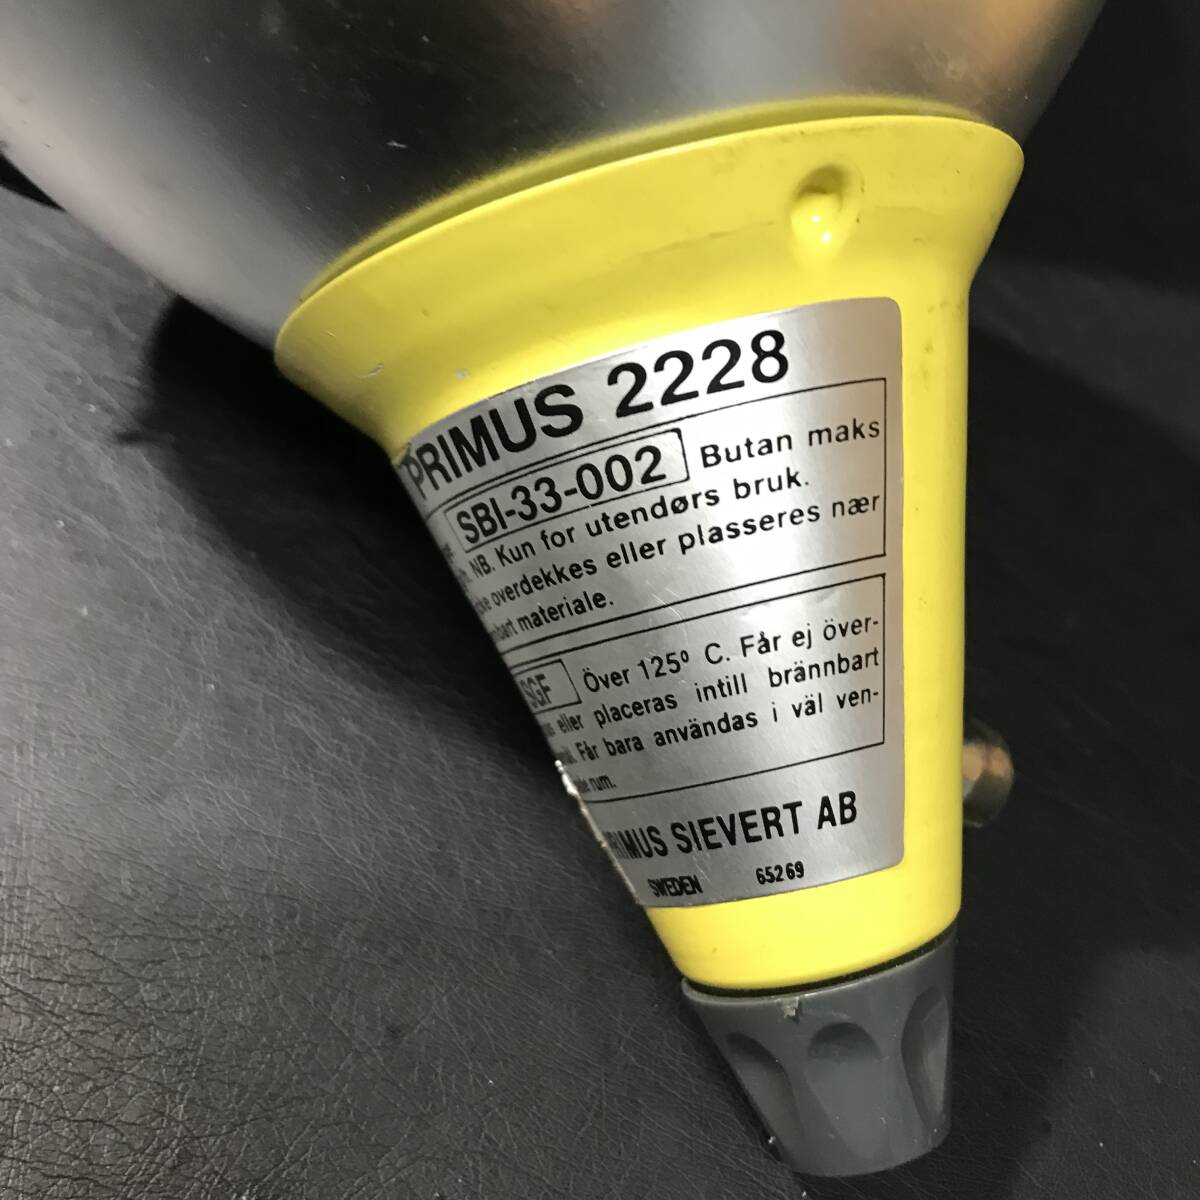 PRIMUS 2228
SBI-33-002 Butan maks
NB. Kun for utendørs bruk.
overdekkes eller plasseres nær
materiale.
SGF Över 125° C. Får ej över-
eller placeras intill brännbart
Får bara användas i väl ven-
rum.
PRIMUS SIEVERT AB
SWEDEN 65269